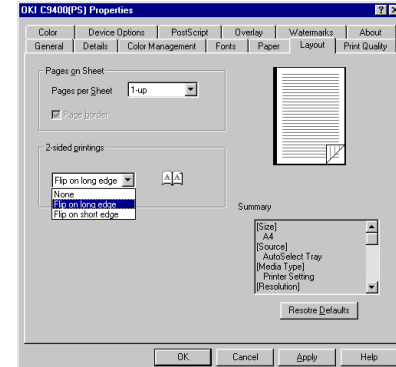 OKI C9400(PS) Properties
Color Device Options PostScript Overlay Watermarks About
General Details Color Management Fonts Paper Layout Print Quality
Pages on Sheet
Pages per Sheet 1-up
Page border
2-sided printings
Flip on long edge A A
None
Flip on long edge
Flip on short edge
Summary
[Size]
A4
[Source]
AutoSelect Tray
[Media Type]
Printer Setting
[Resolution]
Resotre Defaults
OK Cancel Apply Help